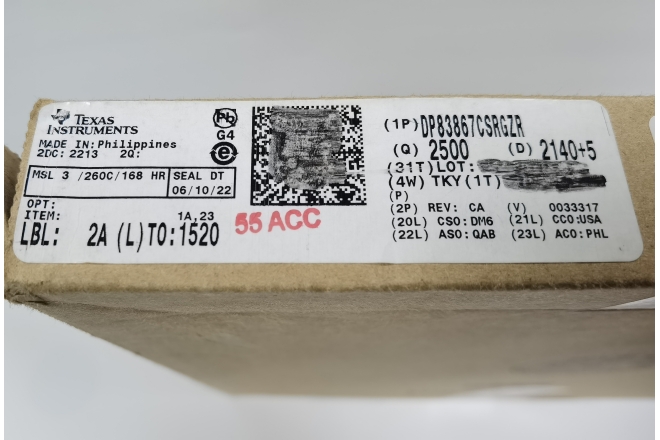 TEXAS
INSTRUMENTS
MADE IN: Philippines
2DC: 2213 2Q:
Pb
G4
e
MSL 3 /260C/168 HR
SEAL DT
06/10/22
OPT:
ITEM: 1A,23
LBL: 2A (L)TO:1520
55 ACC
(1P)DP83867CSRGZR
(Q) 2500 (D) 2140+5
(31T)LOT:
(4W) TKY(1T)
(P)
(2P) REV: CA (V) 0033317
(20L) CSO:DM6 (21L) CCO:USA
(22L) ASO:QAB (23L) ACO:PHL